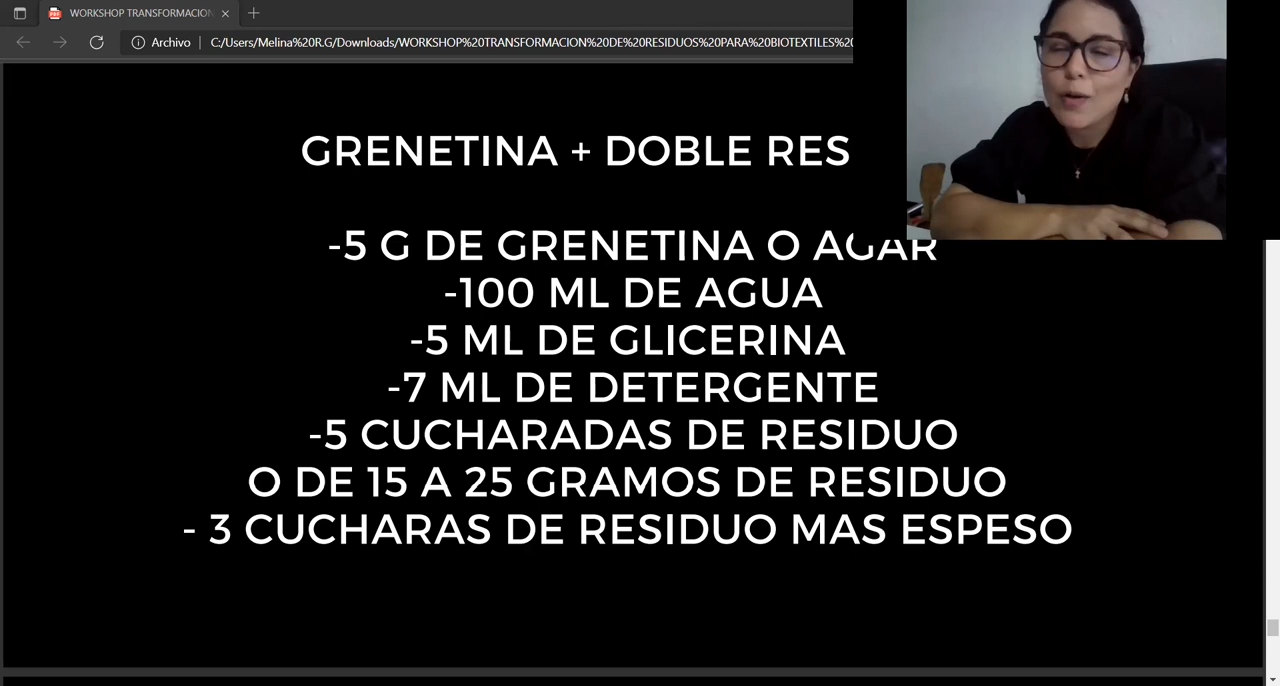 WORKSHOP TRANSFORMACION
Archivo
C:/Users/Melina%20R.G/Downloads/WORKSHOP%20TRANSFORMACION%20DE%20RESIDUOS%20PARA%20BIOTEXTILES%20
GRENETINA + DOBLE RES
-5 G DE GRENETINA O AGAR
-100 ML DE AGUA
-5 ML DE GLICERINA
-7 ML DE DETERGENTE
-5 CUCHARADAS DE RESIDUO
O DE 15 A 25 GRAMOS DE RESIDUO
- 3 CUCHARAS DE RESIDUO MAS ESPESO